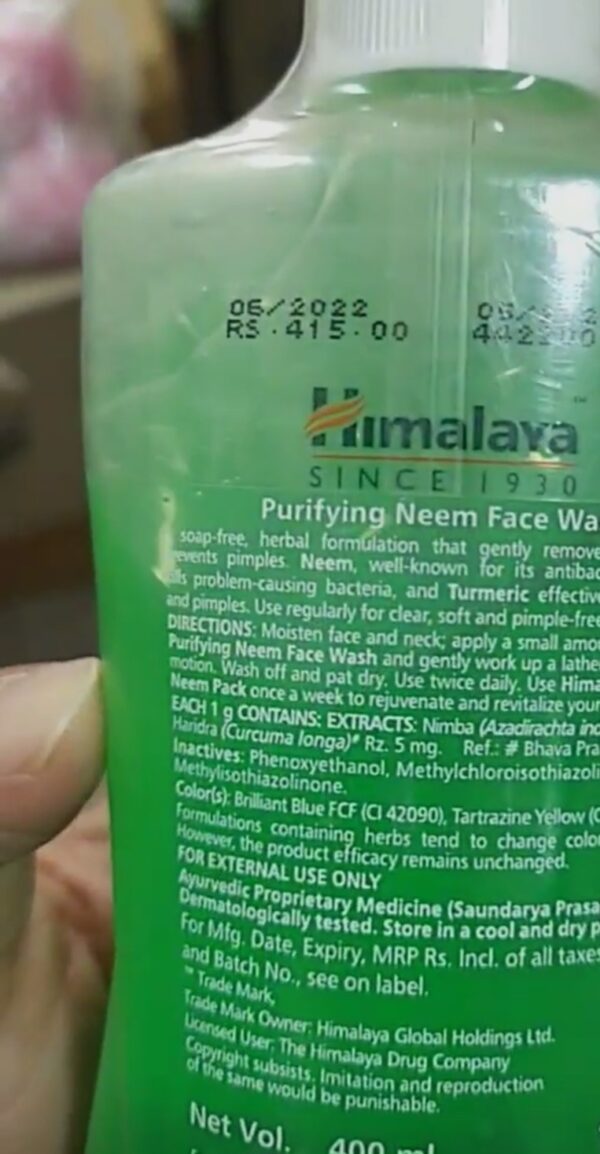 06/2022
RS.415.00
Himalaya
SINCE 1930
Purifying Neem Face Wa
soap-free, herbal formulation that gently remove
events pimples. Neem, well-known for its antibac
ills problem-causing bacteria, and Turmeric effectiv
and pimples. Use regularly for clear, soft and pimple-free
DIRECTIONS: Moisten face and neck; apply a small amo
Purifying Neem Face Wash and gently work up a lathe
motion. Wash off and pat dry. Use twice daily. Use Hima
Neem Pack once a week to rejuvenate and revitalize your
EACH 1 g CONTAINS: EXTRACTS: Nimba (Azadirachta ind
Haridra (Curcuma longa)# Rz. 5 mg. Ref.: # Bhava Pra
Inactives: Phenoxyethanol, Methylchloroisothiazoli
Methylisothiazolinone.
Color(s): Brilliant Blue FCF (CI 42090), Tartrazine Yellow (C
Formulations containing herbs tend to change colo
However, the product efficacy remains unchanged.
FOR EXTERNAL USE ONLY
Ayurvedic Proprietary Medicine (Saundarya Prasa
Dermatologically tested. Store in a cool and dry p
For Mfg. Date, Expiry, MRP Rs. Incl. of all taxes
and Batch No., see on label.
™ Trade Mark,
Trade Mark Owner: Himalaya Global Holdings Ltd.
Licensed User: The Himalaya Drug Company
Copyright subsists. Imitation and reproduction
of the same would be punishable.
Net Vol. 400 ml